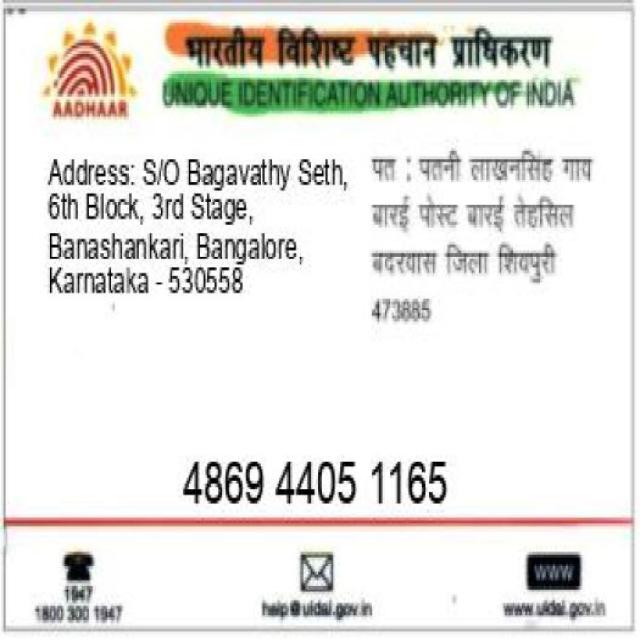 भारतीय विशिष्ट पहचान प्राधिकरण
UNIQUE IDENTIFICATION AUTHORITY OF INDIA
AADHAAR
Address: S/O Bagavathy Seth,
6th Block, 3rd Stage,
Banashankari, Bangalore,
Karnataka - 530558
पत : पतनी लाखनसिंह गाय
बारई पोस्ट बारई तेहसिल
बदरवास जिला शिवपुरी
473885
4869 4405 1165
1947
1800 300 1947
help@uidai.gov.in
WWW
www.uidai.gov.in